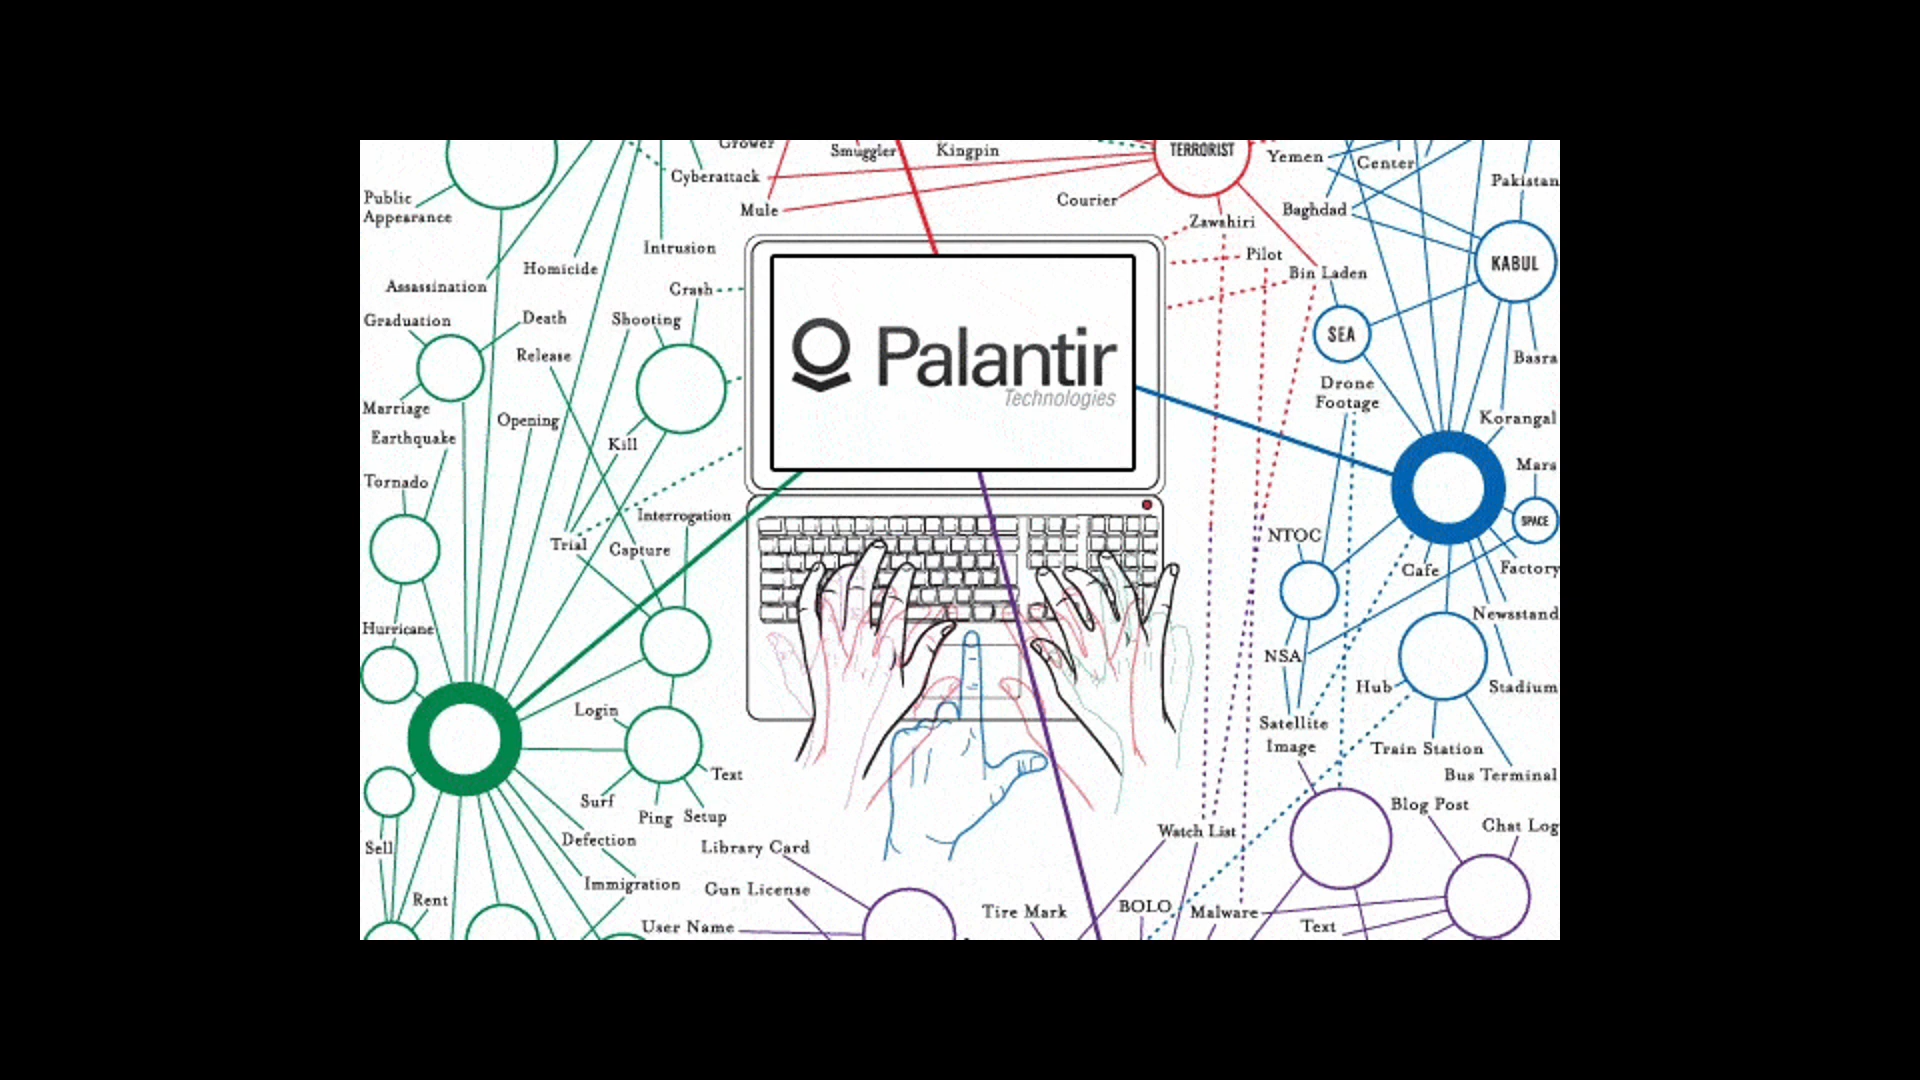 Grower
Smuggler
Kingpin
TERRORIST
Yemen
Center
Cyberattack
Pakistan
Public
Appearance
Mule
Courier
Baghdad
Zawahiri
Intrusion
Pilot
KABUL
Homicide
Bin Laden
Assassination
Crash
Graduation
Death
Shooting
SEA
Release
Palantir
Technologies
Basra
Drone
Footage
Marriage
Opening
Korangal
Earthquake
Kill
Mars
Tornado
Interrogation
SPACE
NTOC
Trial
Capture
Cafe
Factory
Newsstand
Hurricane
NSA
Hub
Stadium
Login
Satellite
Image
Train Station
Text
Bus Terminal
Surf
Ping
Setup
Blog Post
Chat Log
Watch List
Defection
Library Card
Sell
Immigration
Gun License
Rent
Tire Mark
BOLO
Malware
User Name
Text